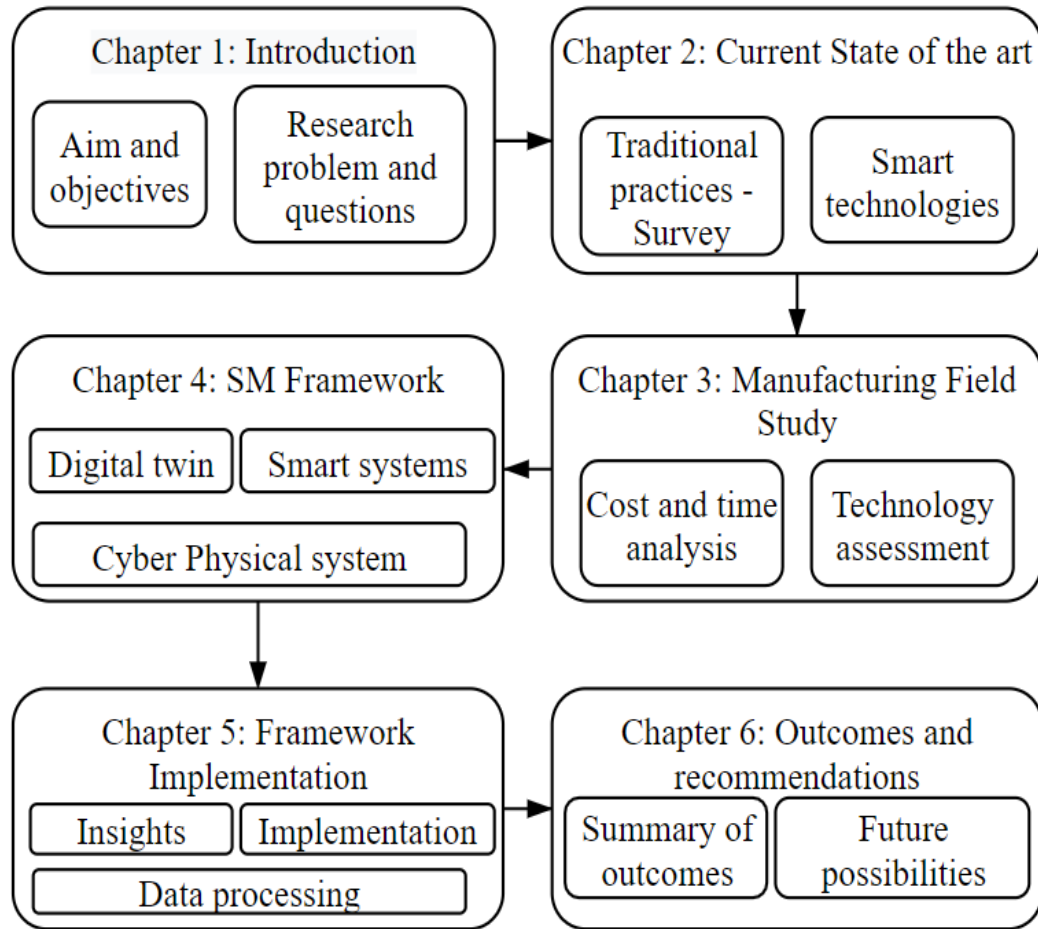 Chapter 1: Introduction
Aim and
objectives
Research
problem and
questions
Chapter 2: Current State of the art
Traditional
practices -
Survey
Smart
technologies
Chapter 3: Manufacturing Field
Study
Cost and time
analysis
Technology
assessment
Chapter 4: SM Framework
Digital twin
Smart systems
Cyber Physical system
Chapter 5: Framework
Implementation
Insights
Implementation
Data processing
Chapter 6: Outcomes and
recommendations
Summary of
outcomes
Future
possibilities